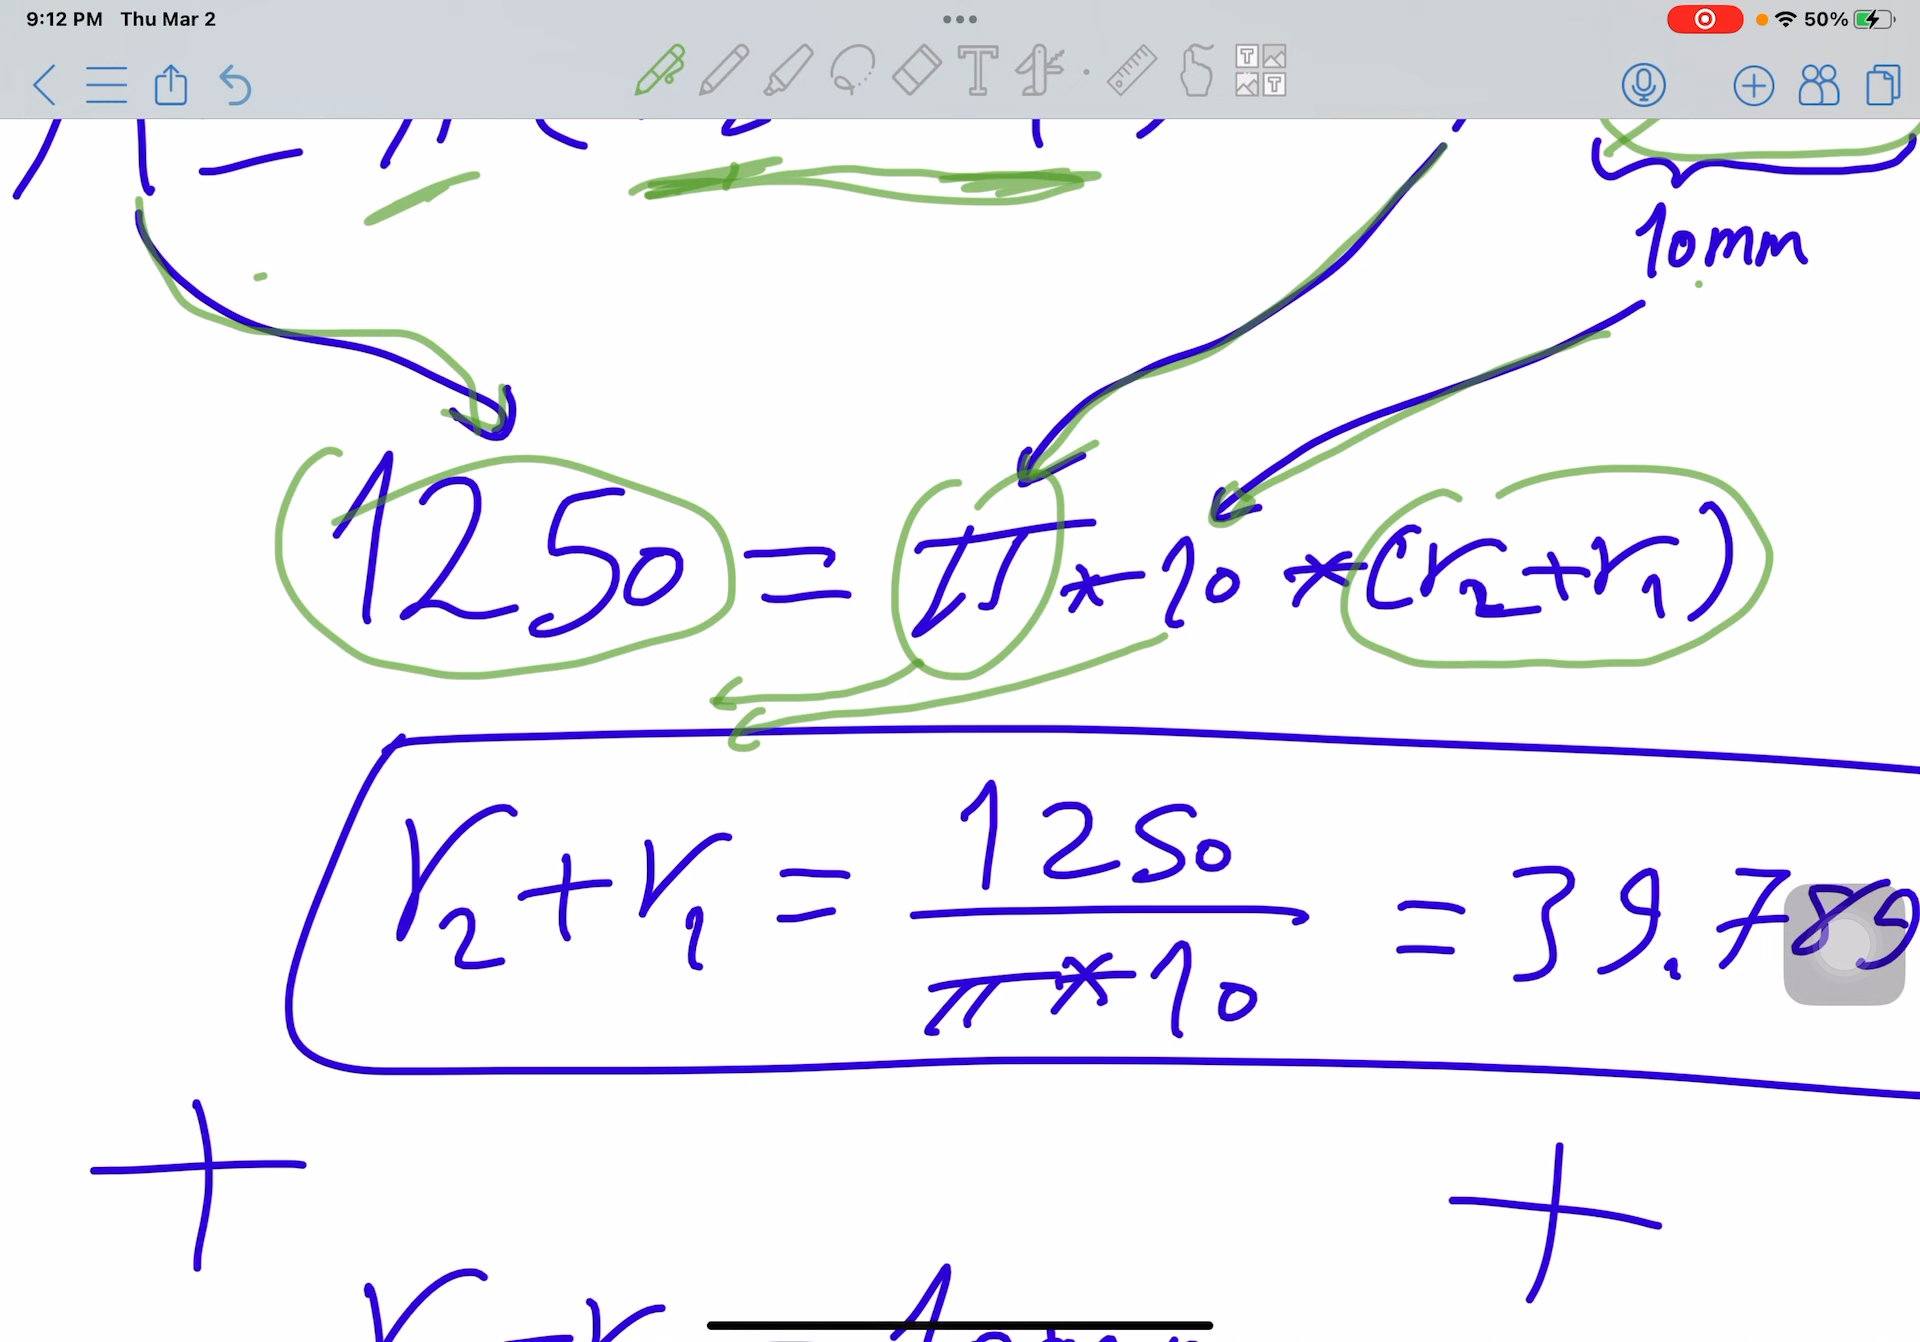 9:12 PM Thu Mar 2
50%
10mm
1250 = π * 10 * (r₂+r₁)
r₂+r₁ = 1250 / π*10 = 39.789